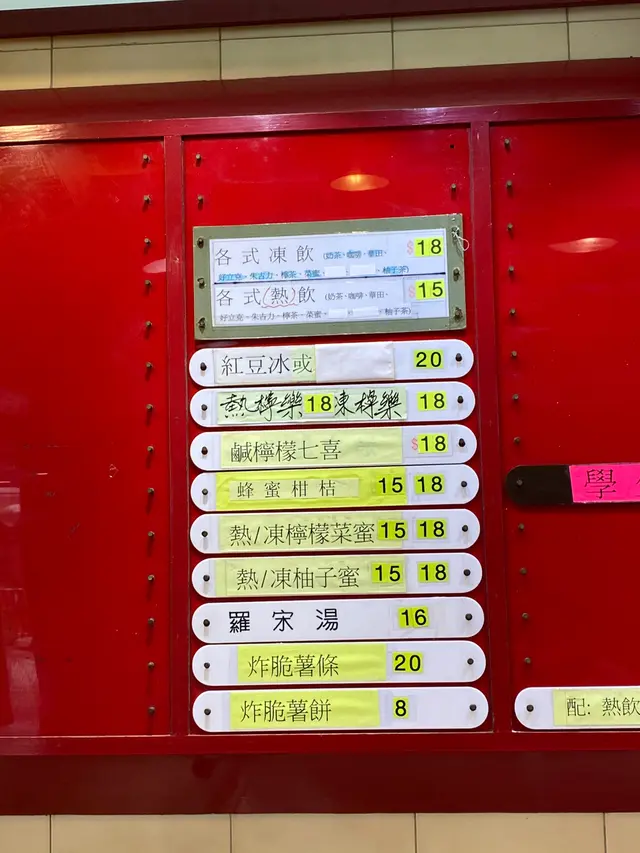 各式凍飲 (奶茶、咖啡、華田、 $18
好立克、朱古力、檸茶、菜蜜、 、柚子茶)
各式(熱)飲 (奶茶、咖啡、華田、 $15
好立克、朱古力、檸茶、菜蜜、 、柚子茶)
紅豆冰或 20
熱檸樂18凍檸樂 18
鹹檸檬七喜 $18
蜂蜜柑桔 15 18
熱/凍檸檬菜蜜 15 18
熱/凍柚子蜜 15 18
羅宋湯 16
炸脆薯條 20
炸脆薯餅 8
學
配: 熱飲